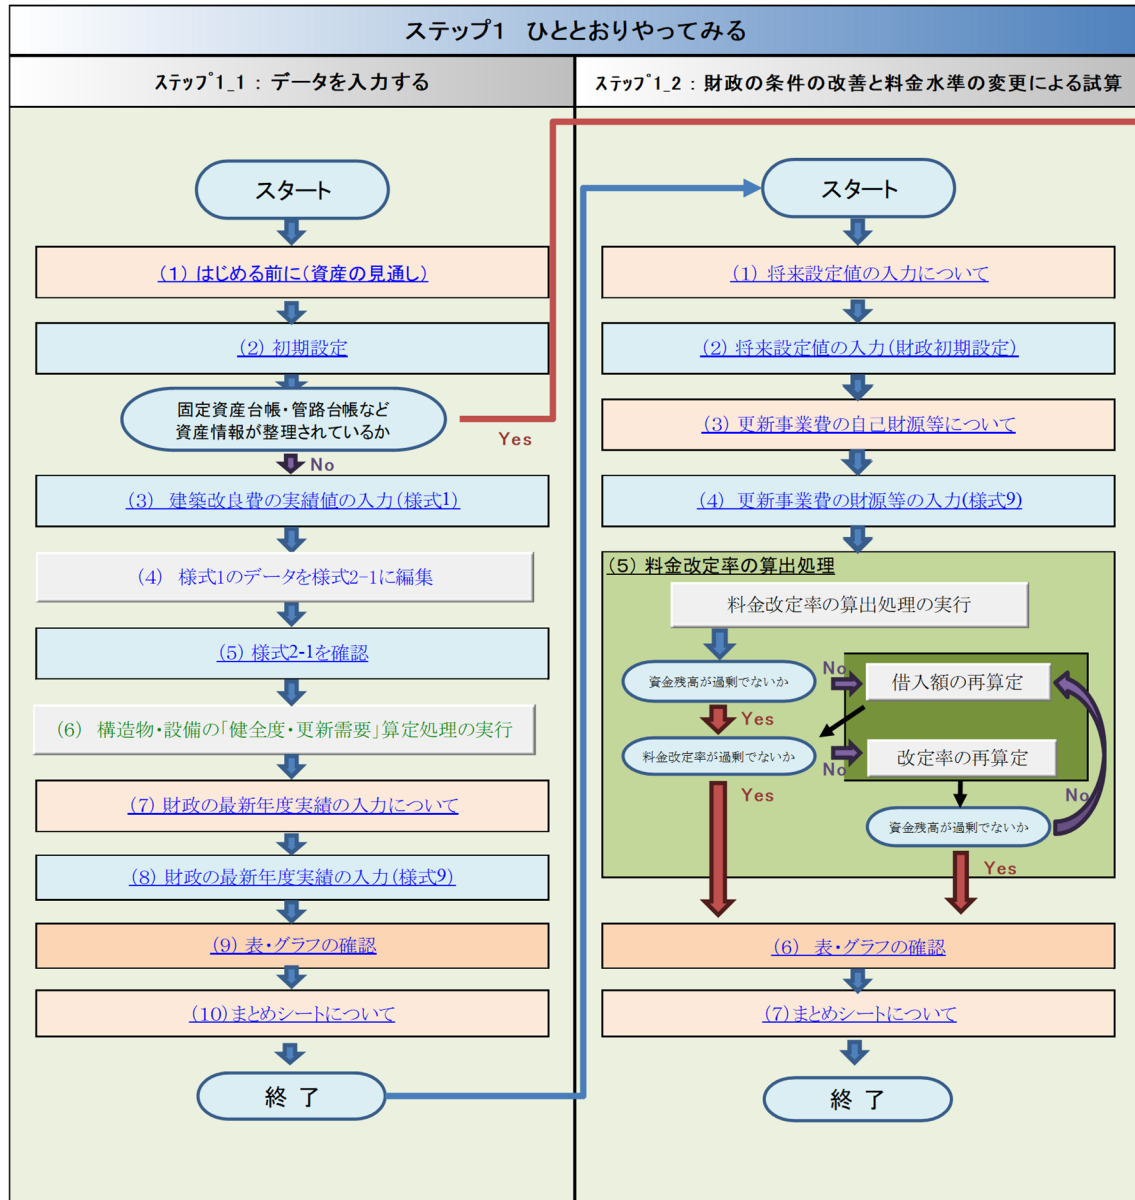 ステップ1　ひととおりやってみる
ステップ1_1：データを入力する
スタート
(1) はじめる前に(資産の見通し)
(2) 初期設定
固定資産台帳・管路台帳など
資産情報が整理されているか
Yes
No
(3)　建築改良費の実績値の入力(様式1)
(4)　様式1のデータを様式2-1に編集
(5) 様式2-1を確認
(6)　構造物・設備の「健全度・更新需要」算定処理の実行
(7) 財政の最新年度実績の入力について
(8) 財政の最新年度実績の入力(様式9)
(9) 表・グラフの確認
(10)まとめシートについて
終 了
ステップ1_2：財政の条件の改善と料金水準の変更による試算
スタート
(1) 将来設定値の入力について
(2) 将来設定値の入力(財政初期設定)
(3) 更新事業費の自己財源等について
(4)　更新事業費の財源等の入力(様式9)
(5) 料金改定率の算出処理
料金改定率の算出処理の実行
資金残高が過剰でないか
No
借入額の再算定
Yes
料金改定率が過剰でないか
No
改定率の再算定
Yes
No
資金残高が過剰でないか
Yes
(6)　表・グラフの確認
(7)まとめシートについて
終 了